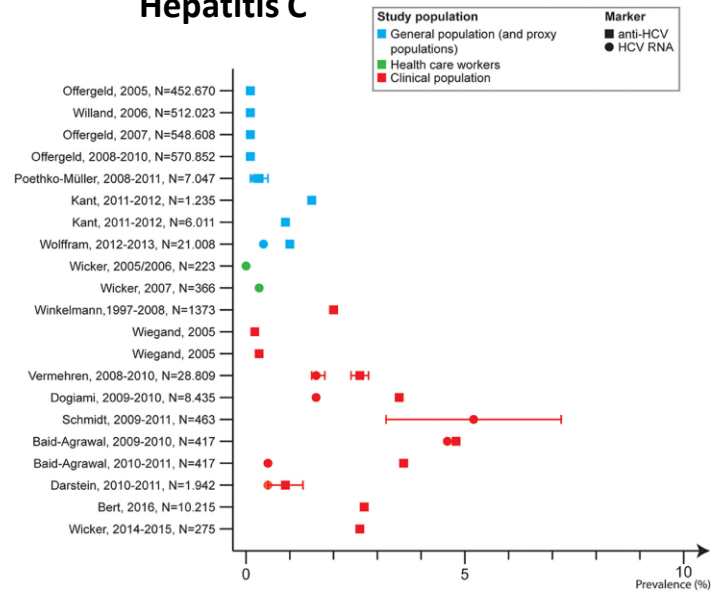 Hepatitis C
Study population
General population (and proxy
populations)
Health care workers
Clinical population
Marker
anti-HCV
HCV RNA
Offergeld, 2005, N=452.670
Willand, 2006, N=512.023
Offergeld, 2007, N=548.608
Offergeld, 2008-2010, N=570.852
Poethko-Müller, 2008-2011, N=7.047
Kant, 2011-2012, N=1.235
Kant, 2011-2012, N=6.011
Wolffram, 2012-2013, N=21.008
Wicker, 2005/2006, N=223
Wicker, 2007, N=366
Winkelmann,1997-2008, N=1373
Wiegand, 2005
Wiegand, 2005
Vermehren, 2008-2010, N=28.809
Dogiami, 2009-2010, N=8.435
Schmidt, 2009-2011, N=463
Baid-Agrawal, 2009-2010, N=417
Baid-Agrawal, 2010-2011, N=417
Darstein, 2010-2011, N=1.942
Bert, 2016, N=10.215
Wicker, 2014-2015, N=275
0 5 10
Prevalence (%)